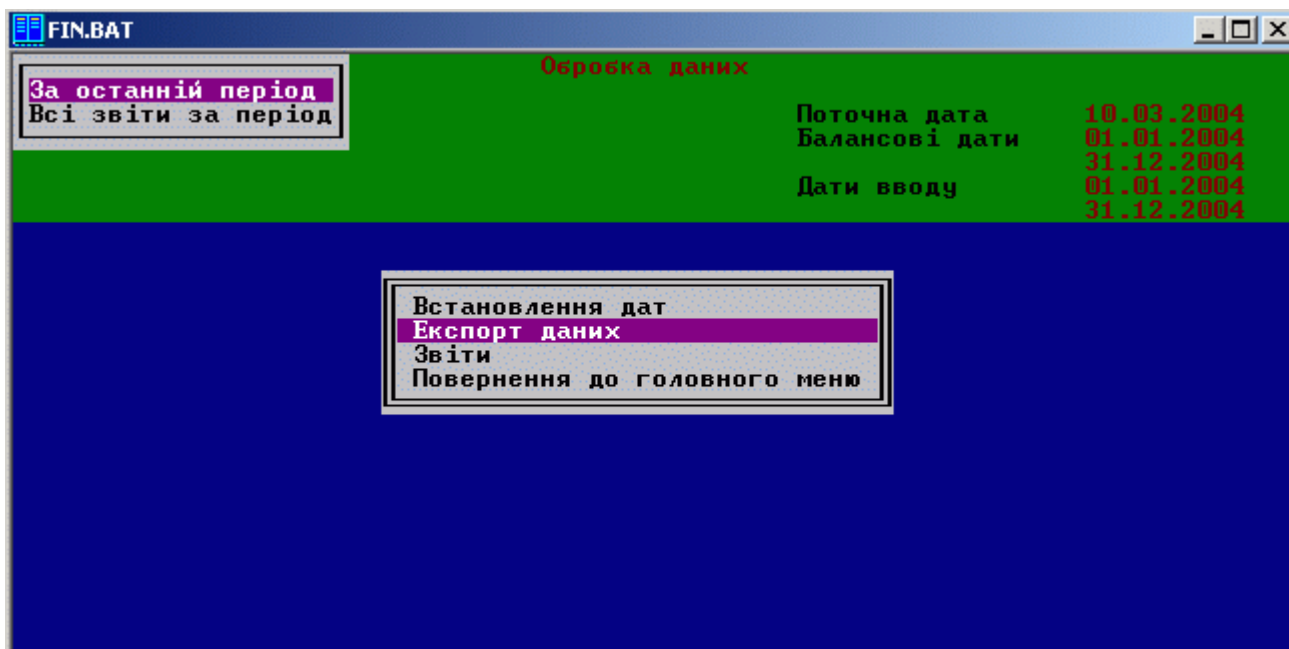 FIN.BAT
Обробка даних
За останній період
Всі звіти за період
Поточна дата 10.03.2004
Балансові дати 01.01.2004
31.12.2004
Дати вводу 01.01.2004
31.12.2004
Встановлення дат
Експорт даних
Звіти
Повернення до головного меню